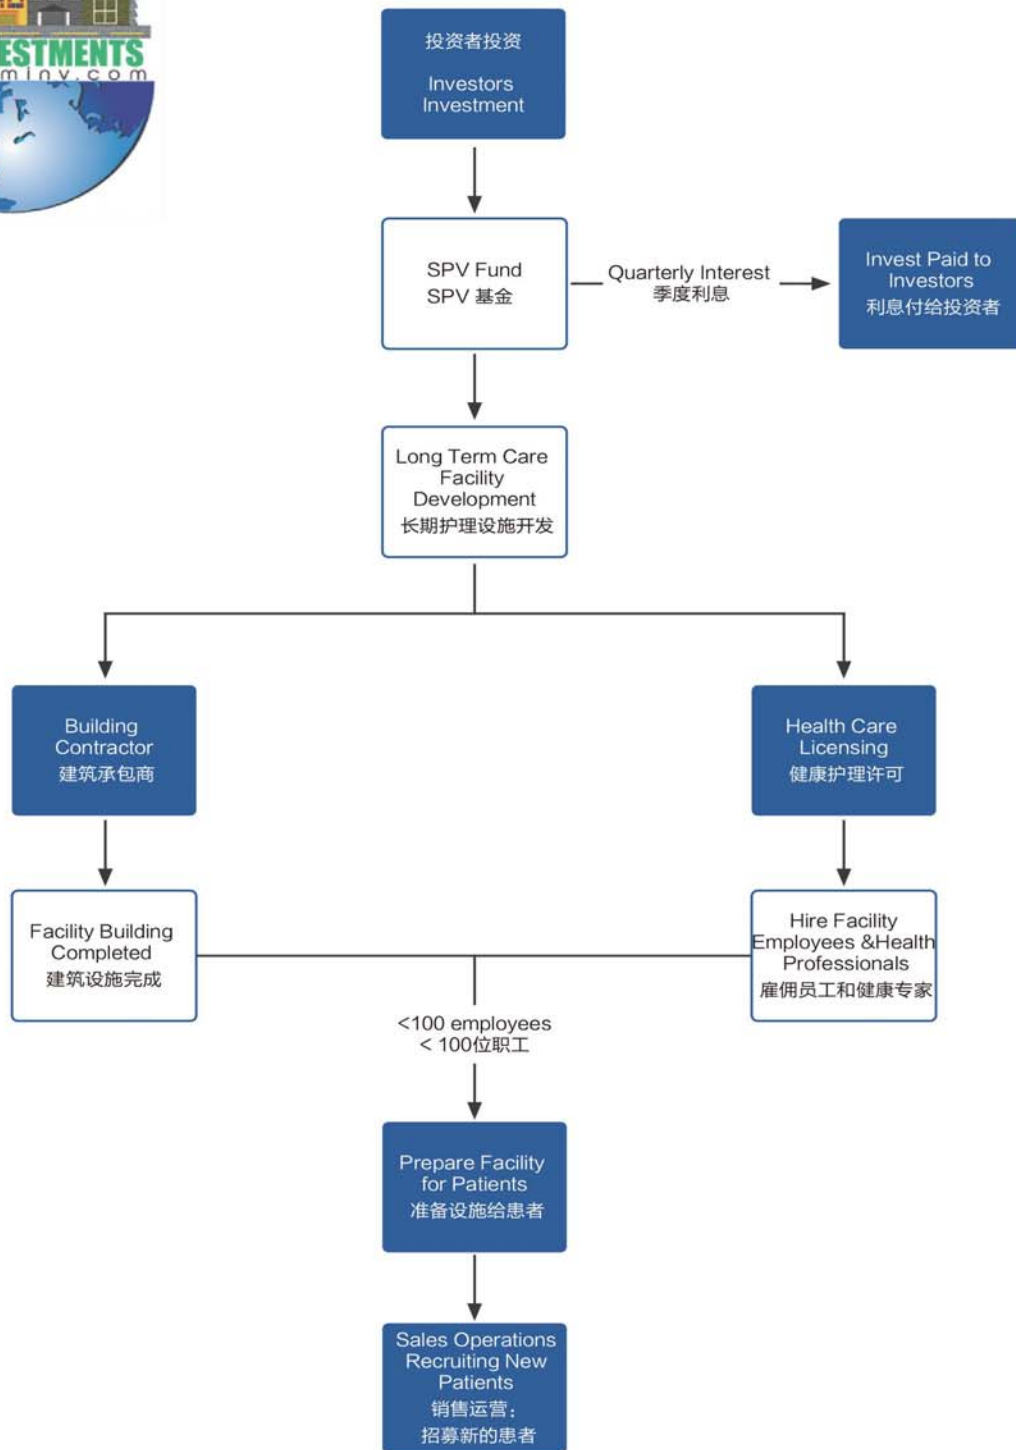 ESTMENTS
minv.com
投资者投资
Investors
Investment
SPV Fund
SPV 基金
Quarterly Interest
季度利息
Invest Paid to
Investors
利息付给投资者
Long Term Care
Facility
Development
长期护理设施开发
Building
Contractor
建筑承包商
Health Care
Licensing
健康护理许可
Facility Building
Completed
建筑设施完成
Hire Facility
Employees &Health
Professionals
雇佣员工和健康专家
<100 employees
< 100位职工
Prepare Facility
for Patients
准备设施给患者
Sales Operations
Recruiting New
Patients
销售运营：
招募新的患者